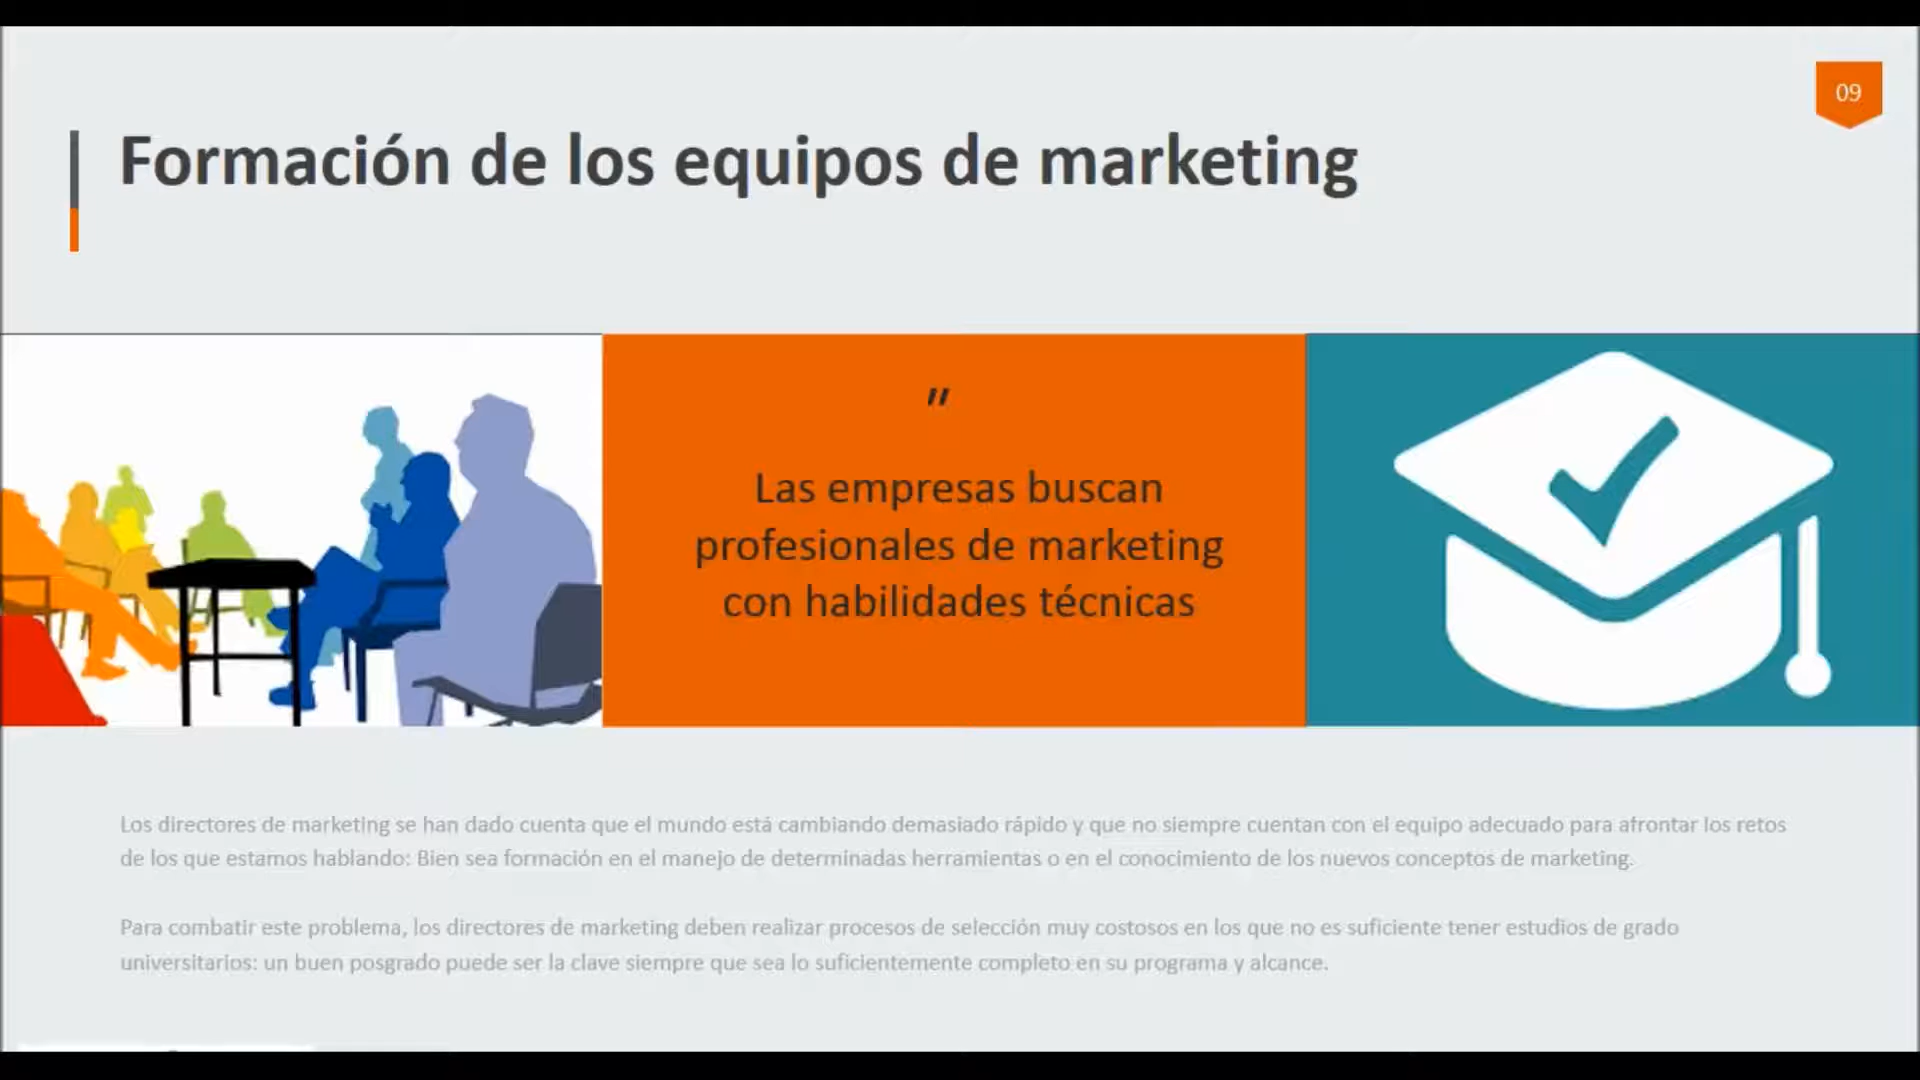 09
Formación de los equipos de marketing
"
Las empresas buscan
profesionales de marketing
con habilidades técnicas
Los directores de marketing se han dado cuenta que el mundo está cambiando demasiado rápido y que no siempre cuentan con el equipo adecuado para afrontar los retos
de los que estamos hablando: Bien sea formación en el manejo de determinadas herramientas o en el conocimiento de los nuevos conceptos de marketing.
Para combatir este problema, los directores de marketing deben realizar procesos de selección muy costosos en los que no es suficiente tener estudios de grado
universitarios: un buen posgrado puede ser la clave siempre que sea lo suficientemente completo en su programa y alcance.